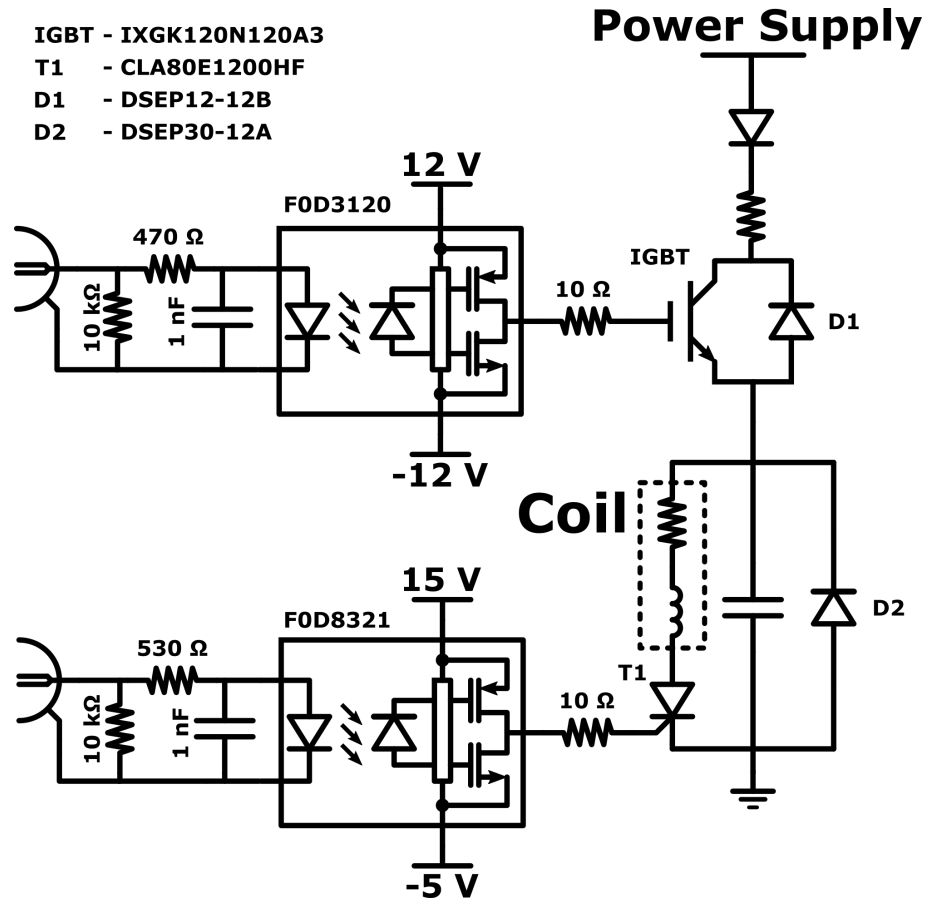 Power Supply
IGBT - IXGK120N120A3
T1 - CLA80E1200HF
D1 - DSEP12-12B
D2 - DSEP30-12A
12 V
F0D3120
470 Ω
10 kΩ
1 nF
10 Ω
IGBT
D1
-12 V
Coil
15 V
F0D8321
530 Ω
10 kΩ
1 nF
10 Ω
T1
D2
-5 V